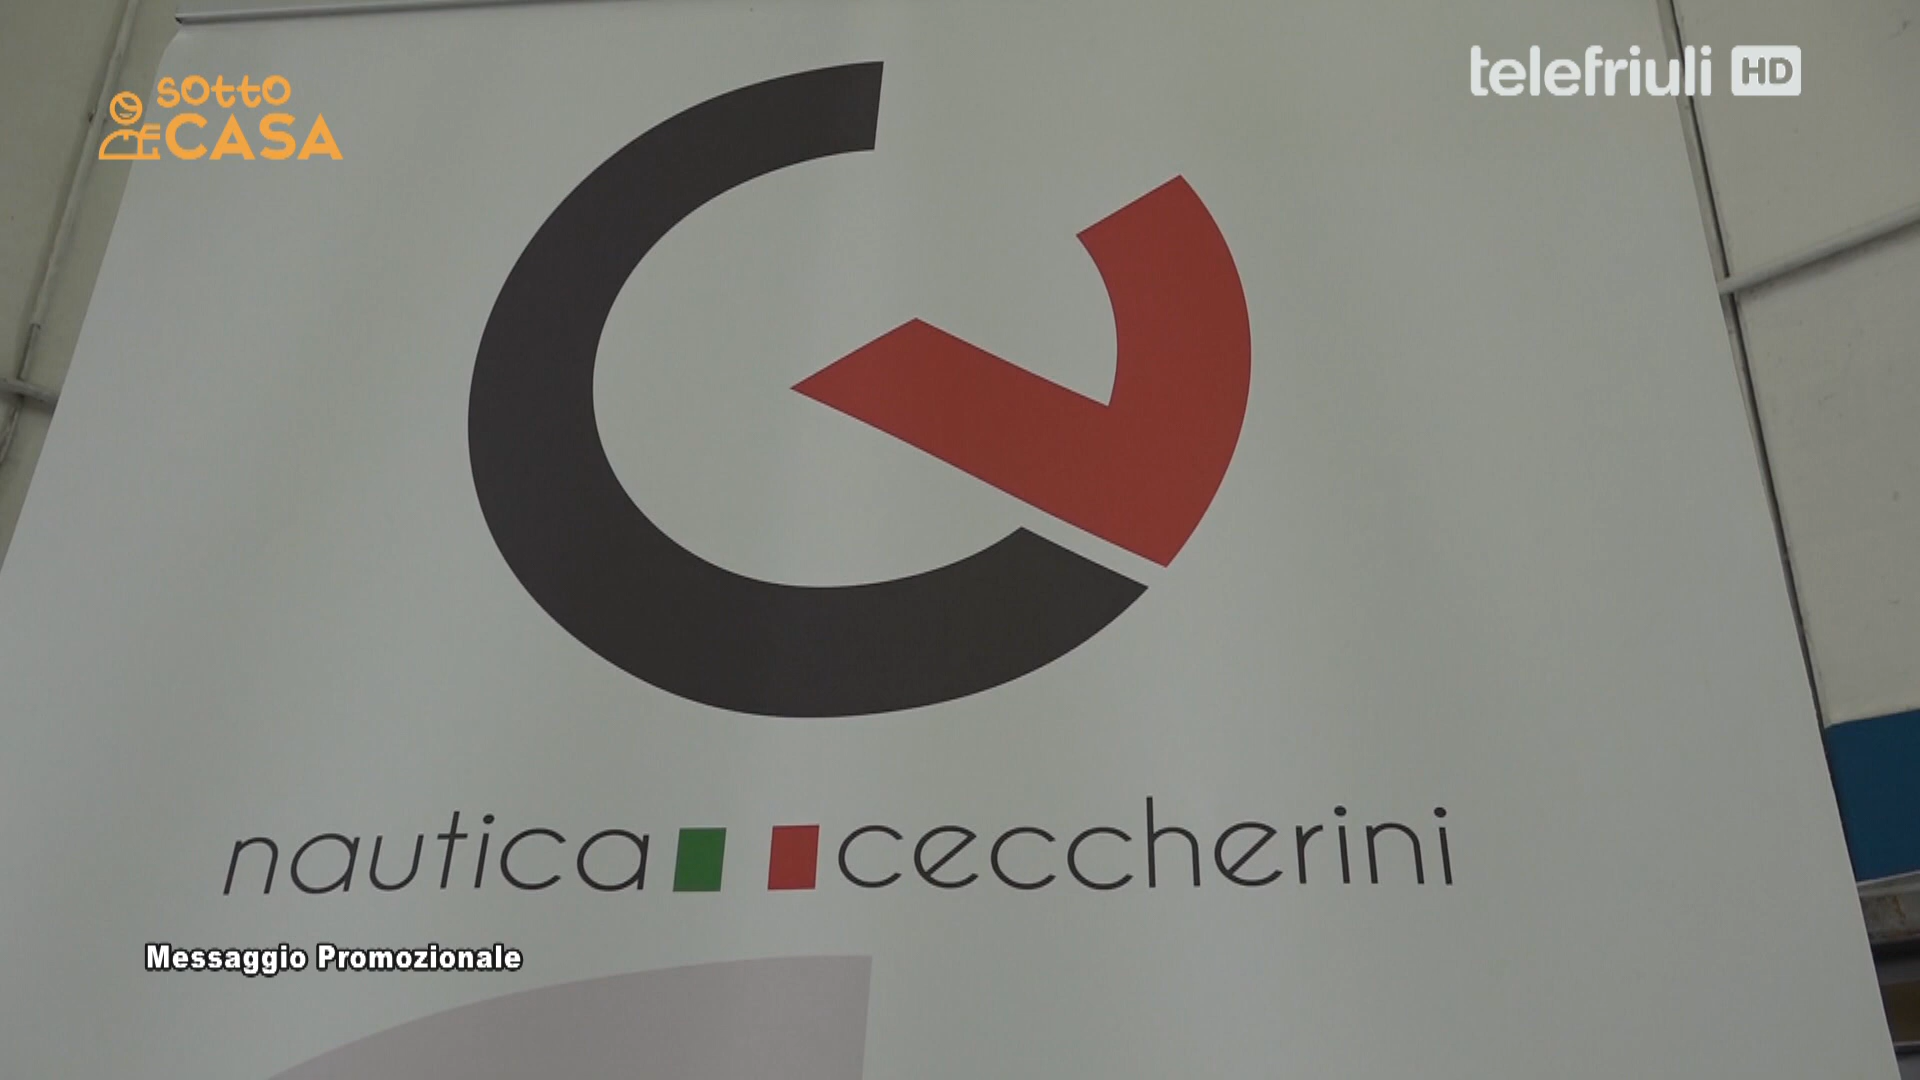 sotto
CASA
telefriuli HD
nautica ceccherini
Messaggio Promozionale